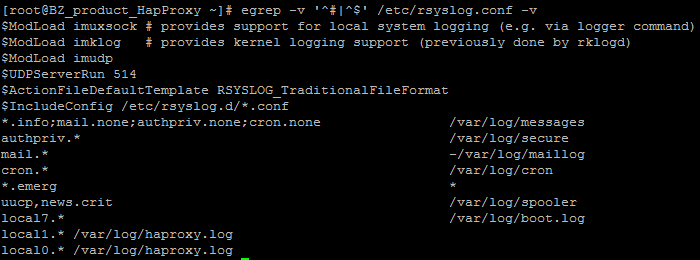 [root@BZ_product_HapProxy ~]# egrep -v '^#|^$' /etc/rsyslog.conf -v
$ModLoad imuxsock # provides support for local system logging (e.g. via logger command)
$ModLoad imklog   # provides kernel logging support (previously done by rklogd)
$ModLoad imudp
$UDPServerRun 514
$ActionFileDefaultTemplate RSYSLOG_TraditionalFileFormat
$IncludeConfig /etc/rsyslog.d/*.conf
*.info;mail.none;authpriv.none;cron.none                /var/log/messages
authpriv.*                                              /var/log/secure
mail.*                                                  -/var/log/maillog
cron.*                                                  /var/log/cron
*.emerg                                                 *
uucp,news.crit                                          /var/log/spooler
local7.*                                                /var/log/boot.log
local1.* /var/log/haproxy.log
local0.* /var/log/haproxy.log